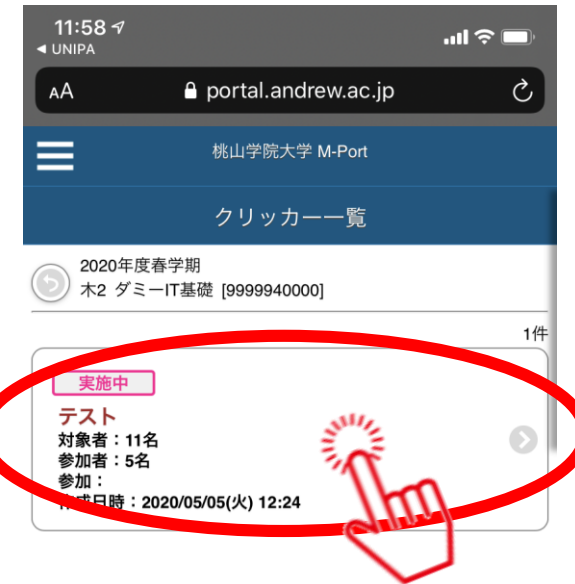 11:58
◀ UNIPA
AA portal.andrew.ac.jp
桃山学院大学 M-Port
クリッカー一覧
2020年度春学期
木2 ダミーIT基礎 [9999940000]
1件
実施中
テスト
対象者：11名
参加者：5名
参加：
作成日時：2020/05/05(火) 12:24